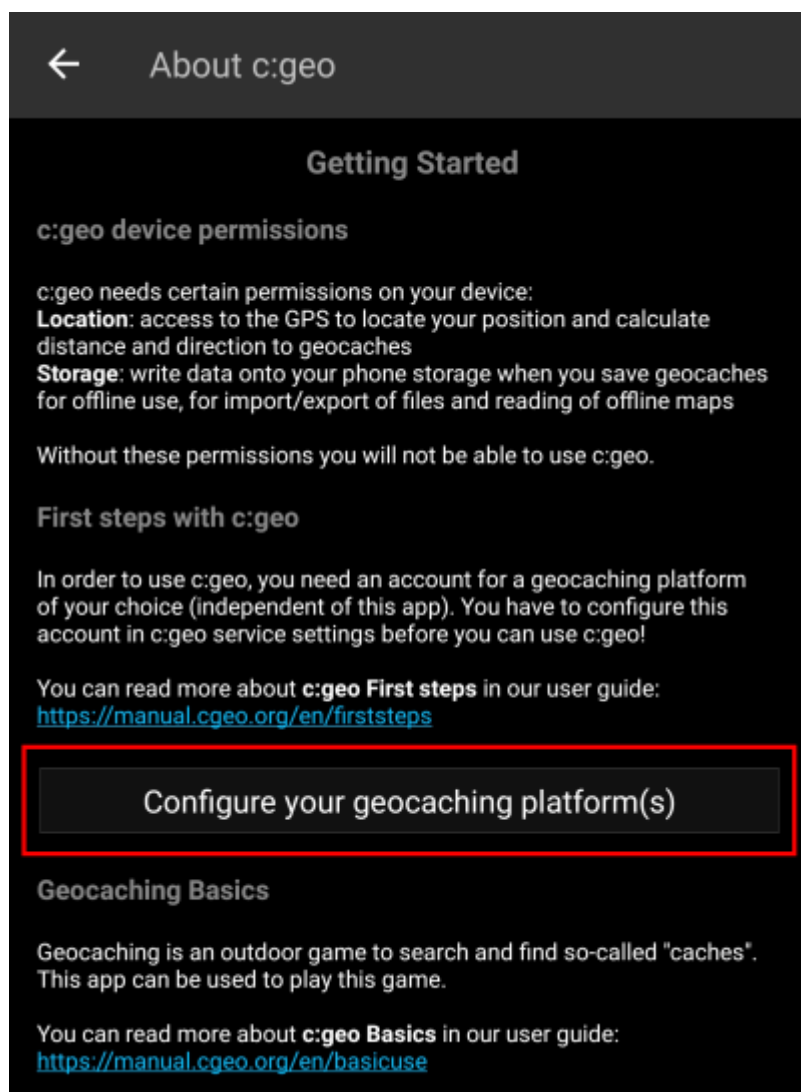 About c:geo
Getting Started
c:geo device permissions
c:geo needs certain permissions on your device:
Location: access to the GPS to locate your position and calculate
distance and direction to geocaches
Storage: write data onto your phone storage when you save geocaches
for offline use, for import/export of files and reading of offline maps
Without these permissions you will not be able to use c:geo.
First steps with c:geo
In order to use c:geo, you need an account for a geocaching platform
of your choice (independent of this app). You have to configure this
account in c:geo service settings before you can use c:geo!
You can read more about c:geo First steps in our user guide:
https://manual.cgeo.org/en/firststeps
Configure your geocaching platform(s)
Geocaching Basics
Geocaching is an outdoor game to search and find so-called "caches".
This app can be used to play this game.
You can read more about c:geo Basics in our user guide:
https://manual.cgeo.org/en/basicuse